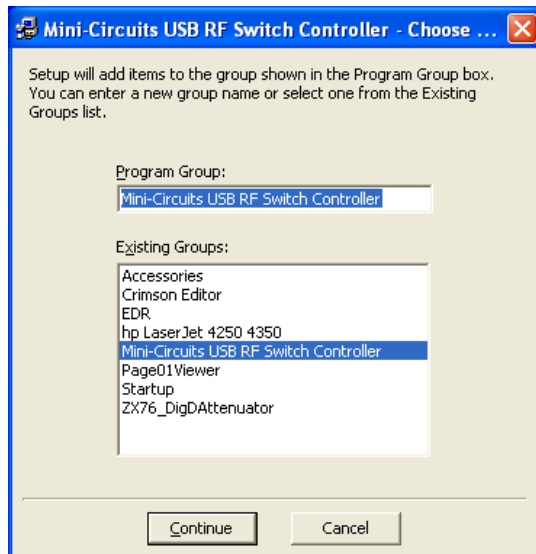 Mini-Circuits USB RF Switch Controller - Choose ...
Setup will add items to the group shown in the Program Group box.
You can enter a new group name or select one from the Existing
Groups list.
Program Group:
Mini-Circuits USB RF Switch Controller
Existing Groups:
Accessories
Crimson Editor
EDR
hp LaserJet 4250 4350
Mini-Circuits USB RF Switch Controller
Page01Viewer
Startup
ZX76_DigDAttenuator
Continue
Cancel